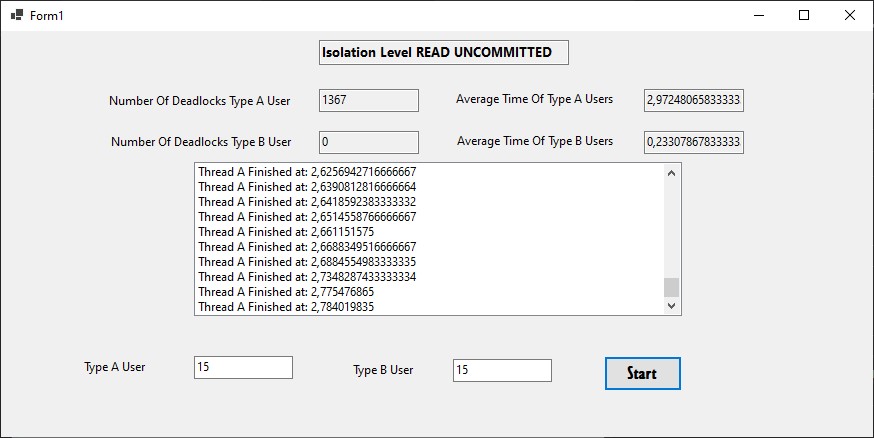 Form1
Isolation Level READ UNCOMMITTED
Number Of Deadlocks Type A User 1367 Average Time Of Type A Users 2,97248065833333
Number Of Deadlocks Type B User 0 Average Time Of Type B Users 0,23307867833333
Thread A Finished at: 2,6256942716666667
Thread A Finished at: 2,6390812816666664
Thread A Finished at: 2,6418592383333332
Thread A Finished at: 2,6514558766666667
Thread A Finished at: 2,661151575
Thread A Finished at: 2,6688349516666667
Thread A Finished at: 2,6884554983333335
Thread A Finished at: 2,7348287433333334
Thread A Finished at: 2,775476865
Thread A Finished at: 2,784019835
Type A User 15 Type B User 15 Start